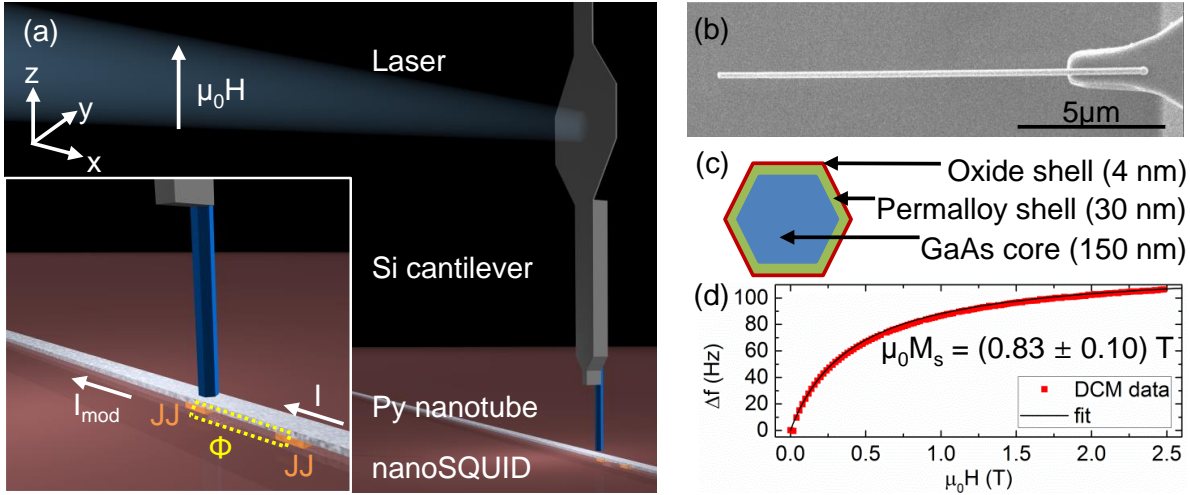 (a)
Laser
μ₀H
z
y
x
Si cantilever
Py nanotube
nanoSQUID
I_mod
I
JJ
Φ
JJ
(b)
5μm
(c)
Oxide shell (4 nm)
Permalloy shell (30 nm)
GaAs core (150 nm)
(d)
100
80
60
40
20
0
Δf (Hz)
μ₀M_s = (0.83 ± 0.10) T
DCM data
fit
0.0 0.5 1.0 1.5 2.0 2.5
μ₀H (T)